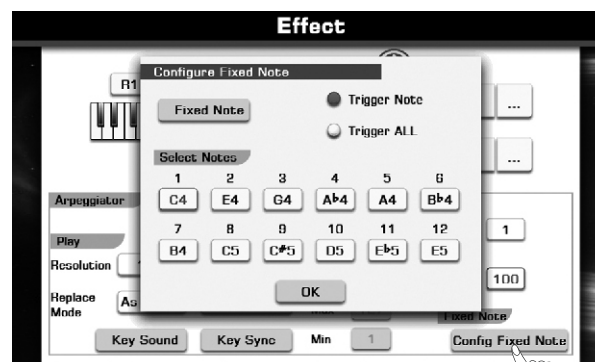 Effect
R1
Configure Fixed Note
Fixed Note
Trigger Note
Trigger ALL
...
...
Select Notes
1 2 3 4 5 6
C4 E4 G4 A♭4 A4 B♭4
7 8 9 10 11 12
B4 C5 C#5 D5 E♭5 E5
OK
Arpeggiator
1
Play
Resolution
100
Replace
Mode
As
Fixed Note
Key Sound Key Sync Min 1 Config Fixed Note